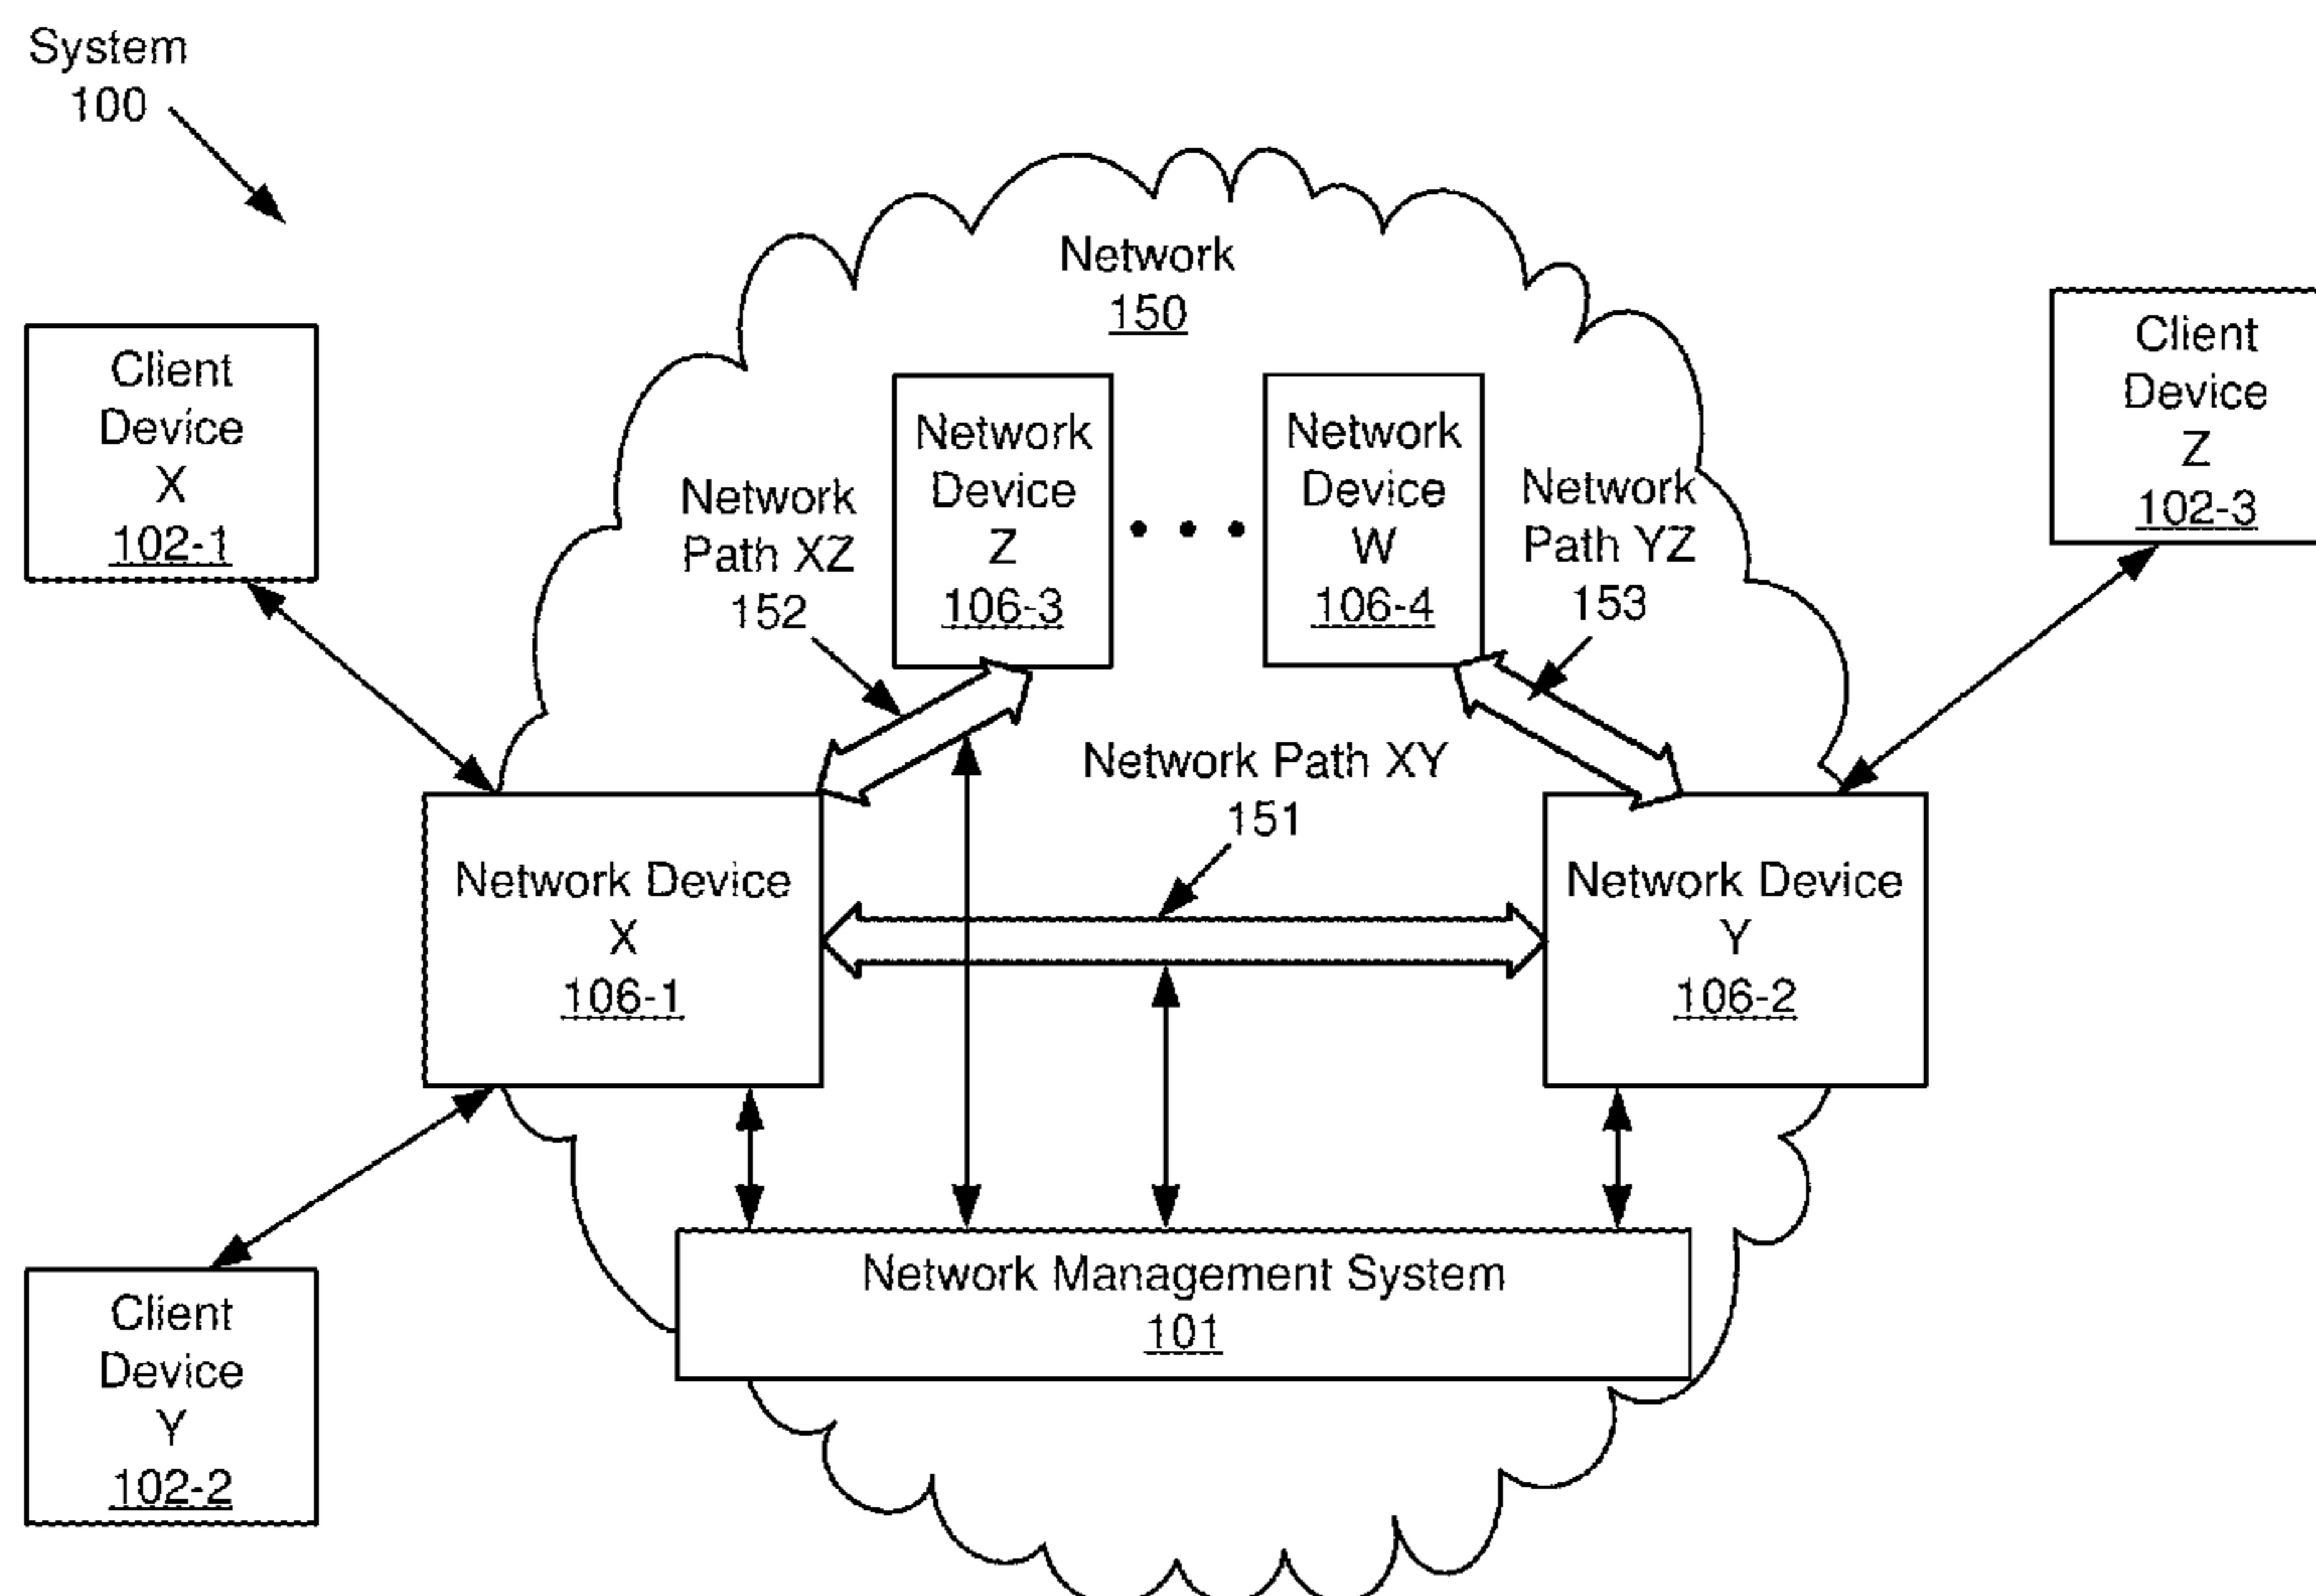 System
100
Network
150
Client
Device
X
102-1
Network
Path XZ
152
Network
Device
Z
106-3
Network
Device
W
106-4
Network
Path YZ
153
Client
Device
Z
102-3
Network Path XY
151
Network Device
X
106-1
Network Device
Y
106-2
Network Management System
101
Client
Device
Y
102-2